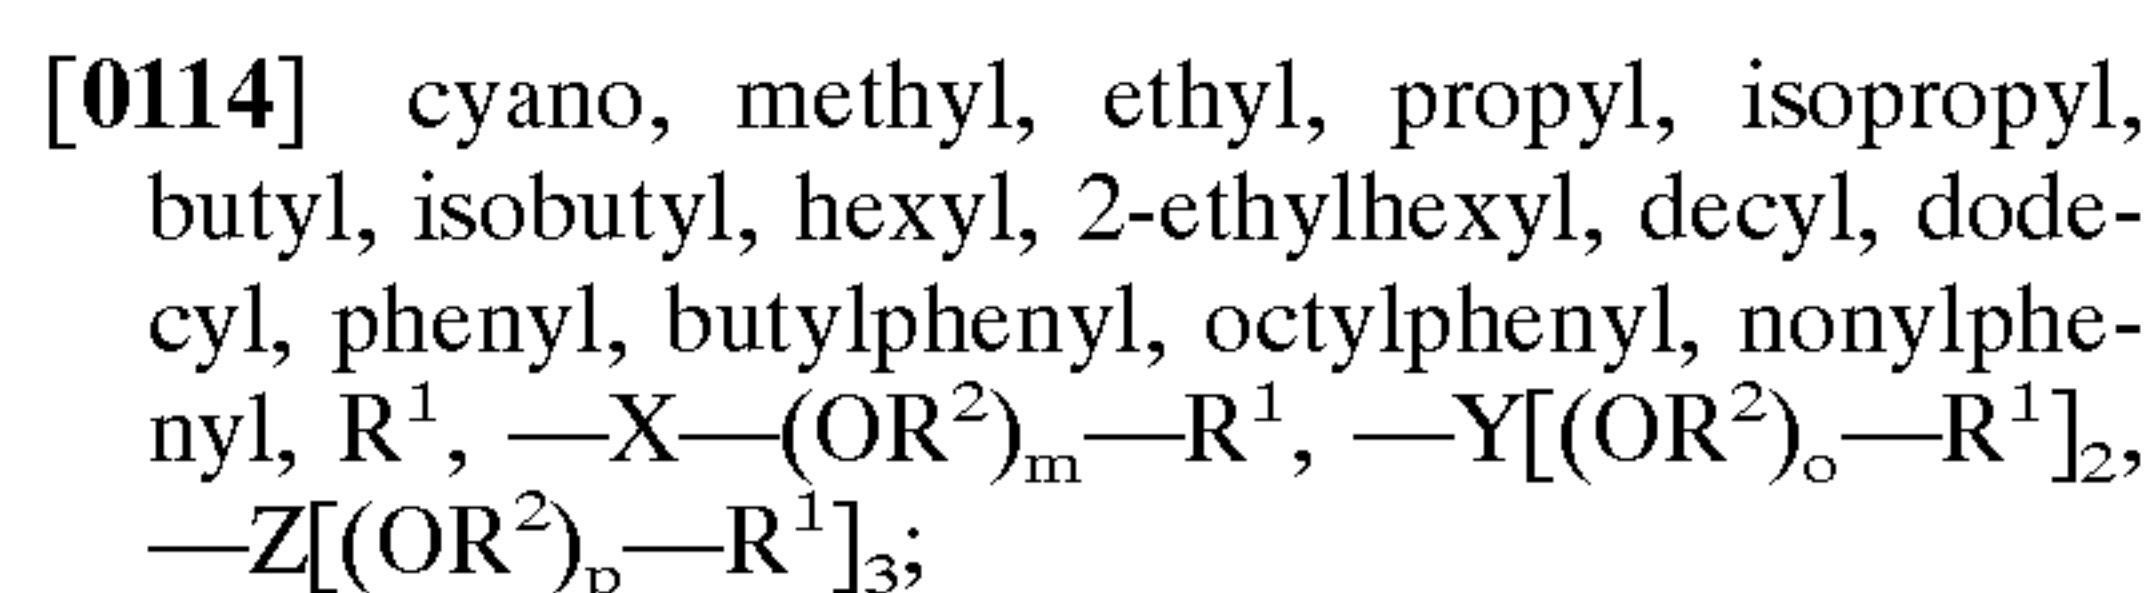 [0114] cyano, methyl, ethyl, propyl, isopropyl,
butyl, isobutyl, hexyl, 2-ethylhexyl, decyl, dode-
cyl, phenyl, butylphenyl, octylphenyl, nonylphe-
nyl, R¹, —X—(OR²)ₘ—R¹, —Y[(OR²)ₒ—R¹]₂,
—Z[(OR²)ₚ—R¹]₃;